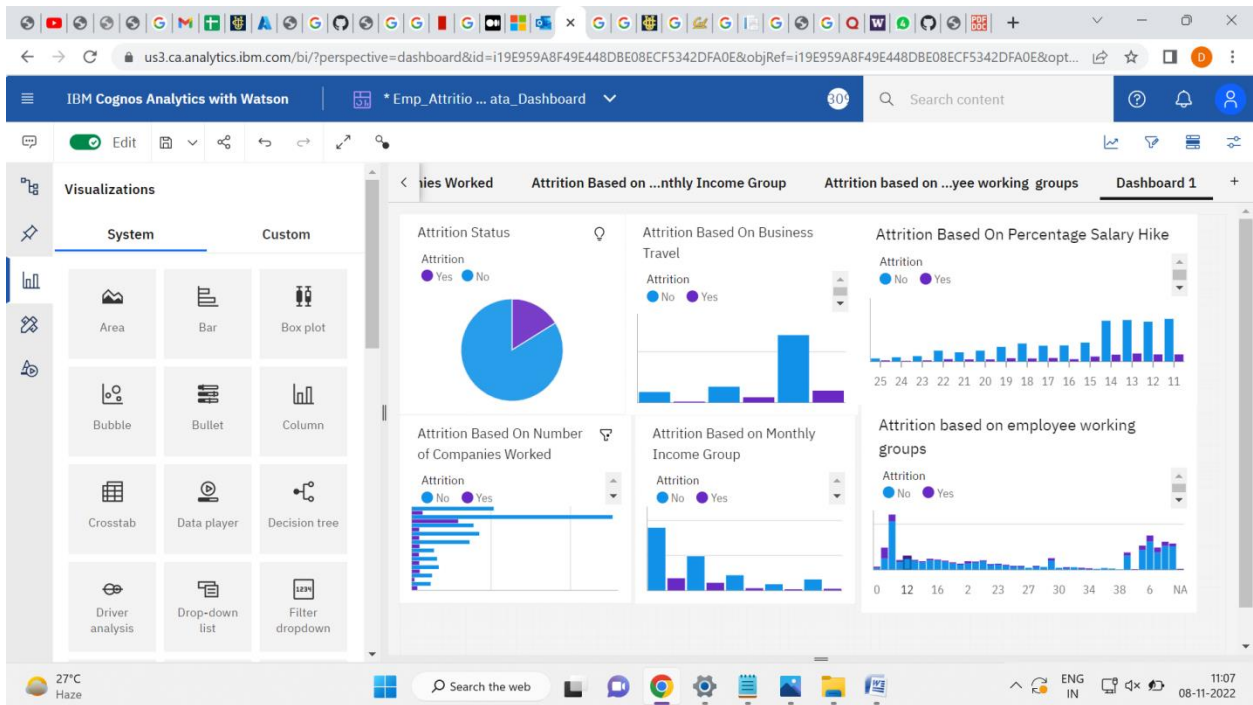 us3.ca.analytics.ibm.com/bi/?perspective=dashboard&id=i19E959A8F49E448DBE08ECF5342DFA0E&objRef=i19E959A8F49E448DBE08ECF5342DFA0E&opt...
IBM Cognos Analytics with Watson
* Emp_Attritio ... ata_Dashboard
Search content
Edit
Visualizations
System
Custom
Area
Bar
Box plot
Bubble
Bullet
Column
Crosstab
Data player
Decision tree
Driver analysis
Drop-down list
Filter dropdown
nies Worked
Attrition Based on ...nthly Income Group
Attrition based on ...yee working groups
Dashboard 1
Attrition Status
Attrition
Yes No
Attrition Based On Business
Travel
Attrition
No Yes
Attrition Based On Percentage Salary Hike
Attrition
No Yes
25 24 23 22 21 20 19 18 17 16 15 14 13 12 11
Attrition Based On Number
of Companies Worked
Attrition
No Yes
Attrition Based on Monthly
Income Group
Attrition
No Yes
Attrition based on employee working
groups
Attrition
No Yes
0 12 16 2 23 27 30 34 38 6 NA
27°C
Haze
Search the web
ENG
IN
11:07
08-11-2022